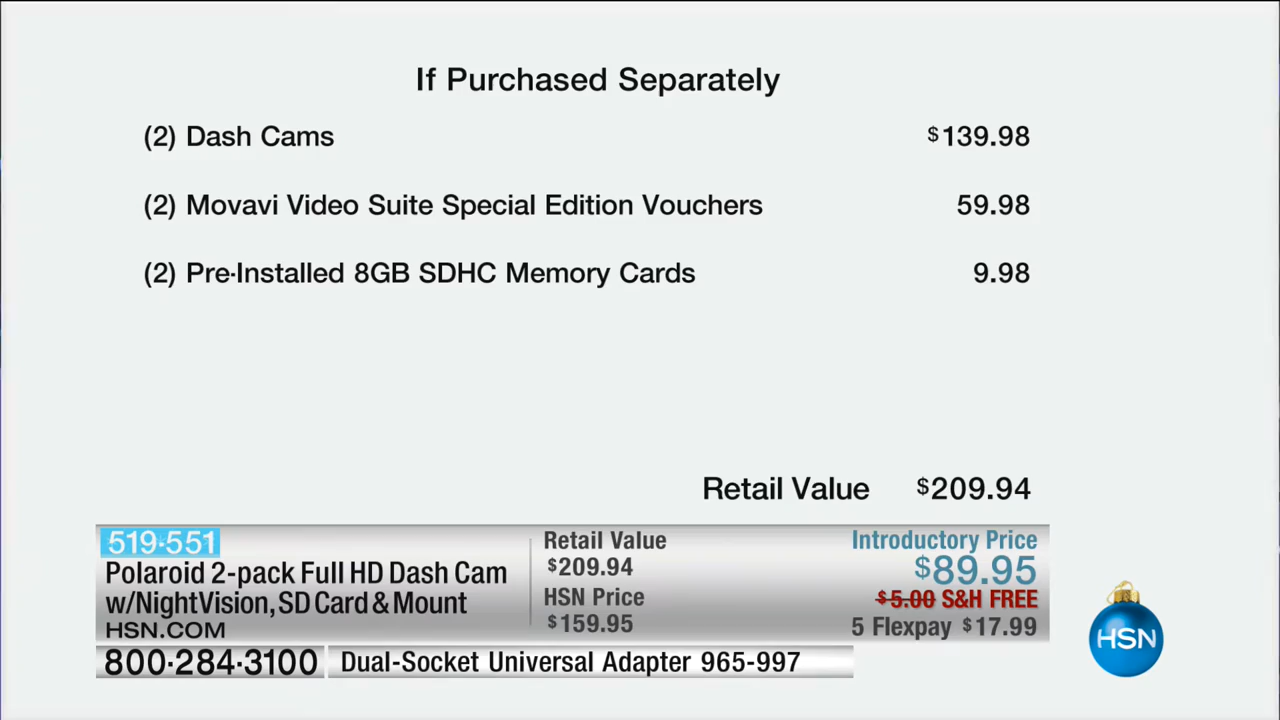 If Purchased Separately
(2) Dash Cams $139.98
(2) Movavi Video Suite Special Edition Vouchers 59.98
(2) Pre-Installed 8GB SDHC Memory Cards 9.98
Retail Value $209.94
519·551
Polaroid 2-pack Full HD Dash Cam
w/NightVision, SD Card & Mount
HSN.COM
Retail Value
$209.94
HSN Price
$159.95
Introductory Price
$89.95
$5.00 S&H FREE
5 Flexpay $17.99
HSN
800·284·3100 Dual-Socket Universal Adapter 965-997